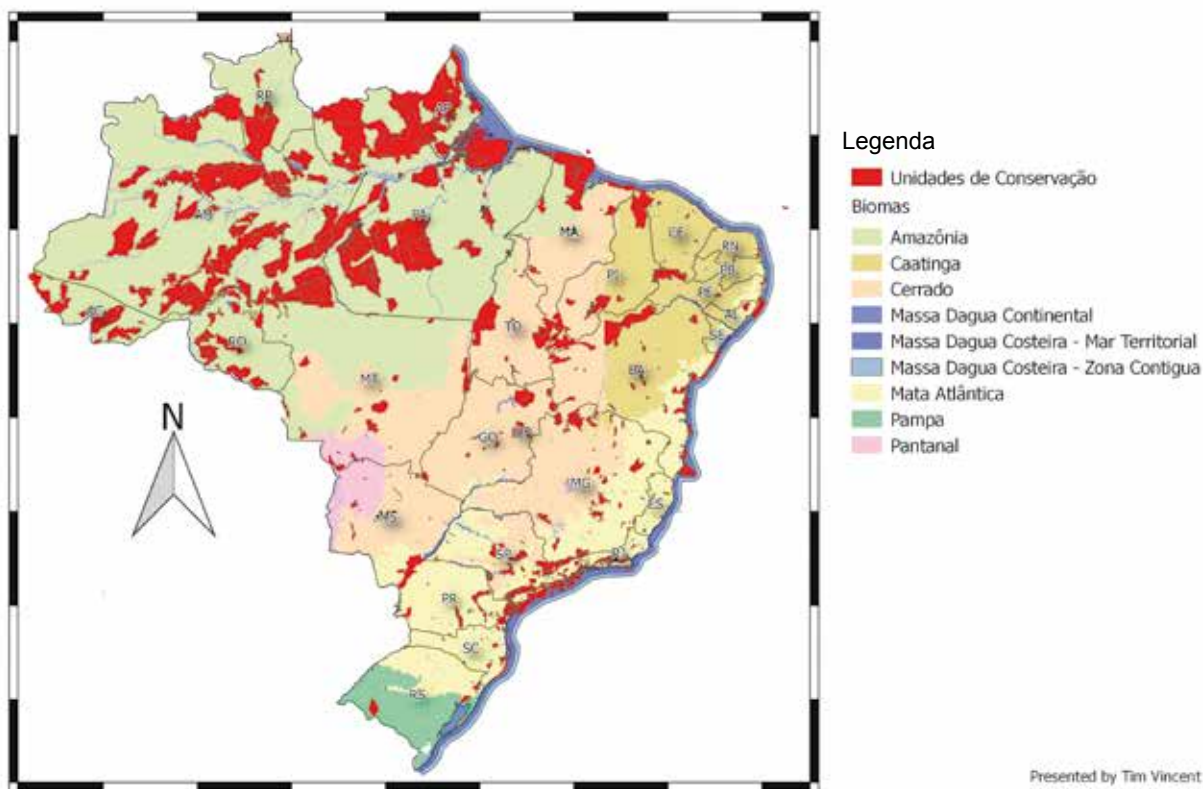 RR
AP
AM
PA
MA
CE
RN
PB
PE
AL
SE
PI
AC
RO
TO
BA
MT
GO
DF
MG
ES
MS
SP
RJ
PR
SC
RS
N
Legenda
Unidades de Conservação
Biomas
Amazônia
Caatinga
Cerrado
Massa Dagua Continental
Massa Dagua Costeira - Mar Territorial
Massa Dagua Costeira - Zona Contigua
Mata Atlântica
Pampa
Pantanal
Presented by Tim Vincent